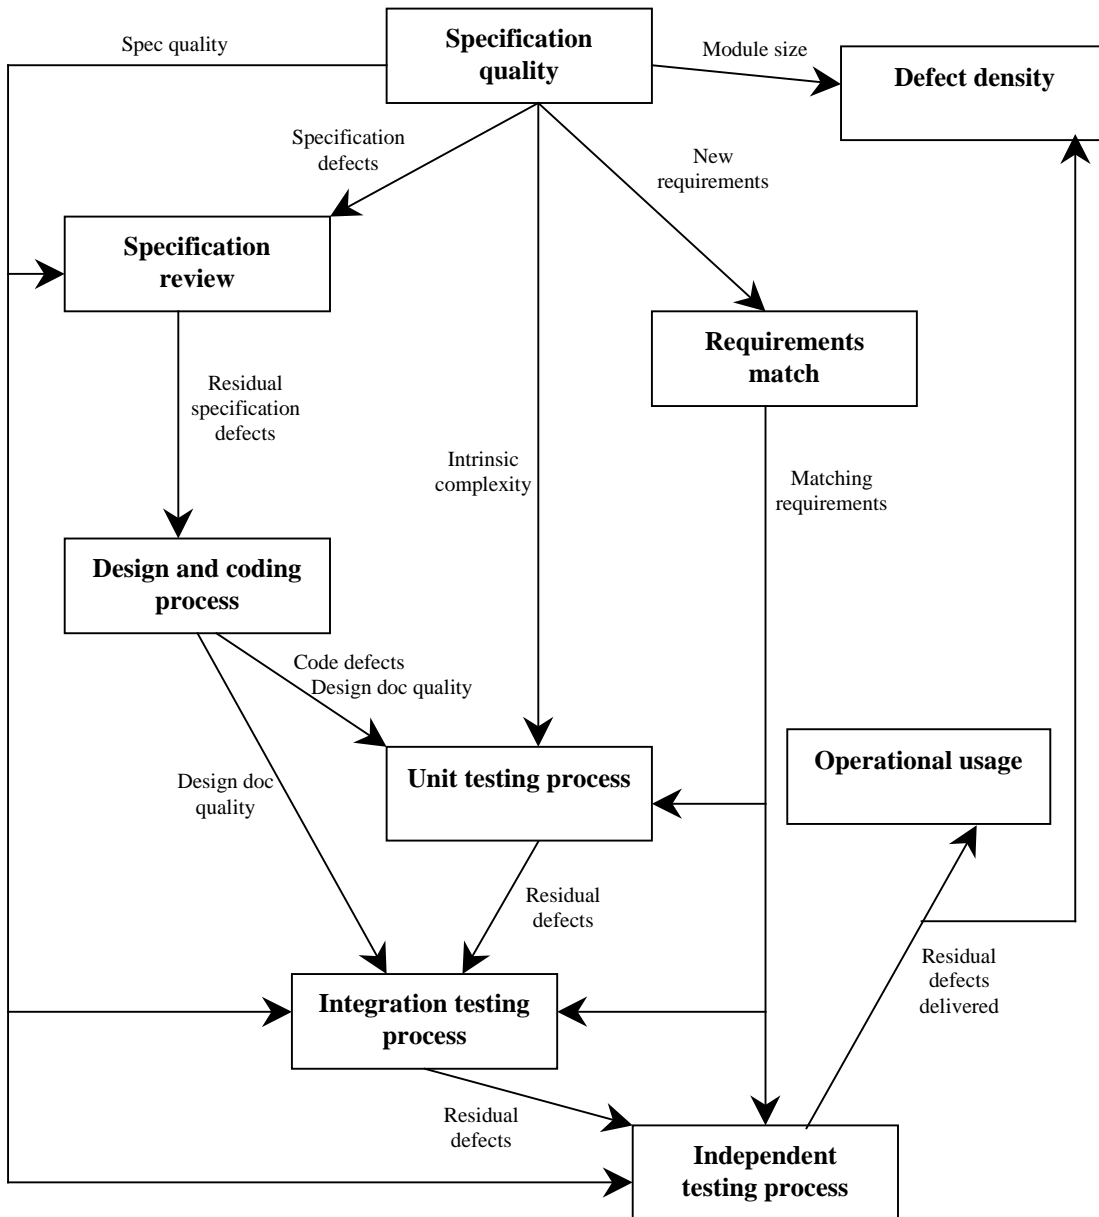 Spec quality
Specification
quality
Module size
Defect density
Specification
defects
New
requirements
Specification
review
Requirements
match
Residual
specification
defects
Intrinsic
complexity
Matching
requirements
Design and coding
process
Code defects
Design doc quality
Unit testing process
Operational usage
Design doc
quality
Residual
defects
Residual
defects
delivered
Integration testing
process
Residual
defects
Independent
testing process